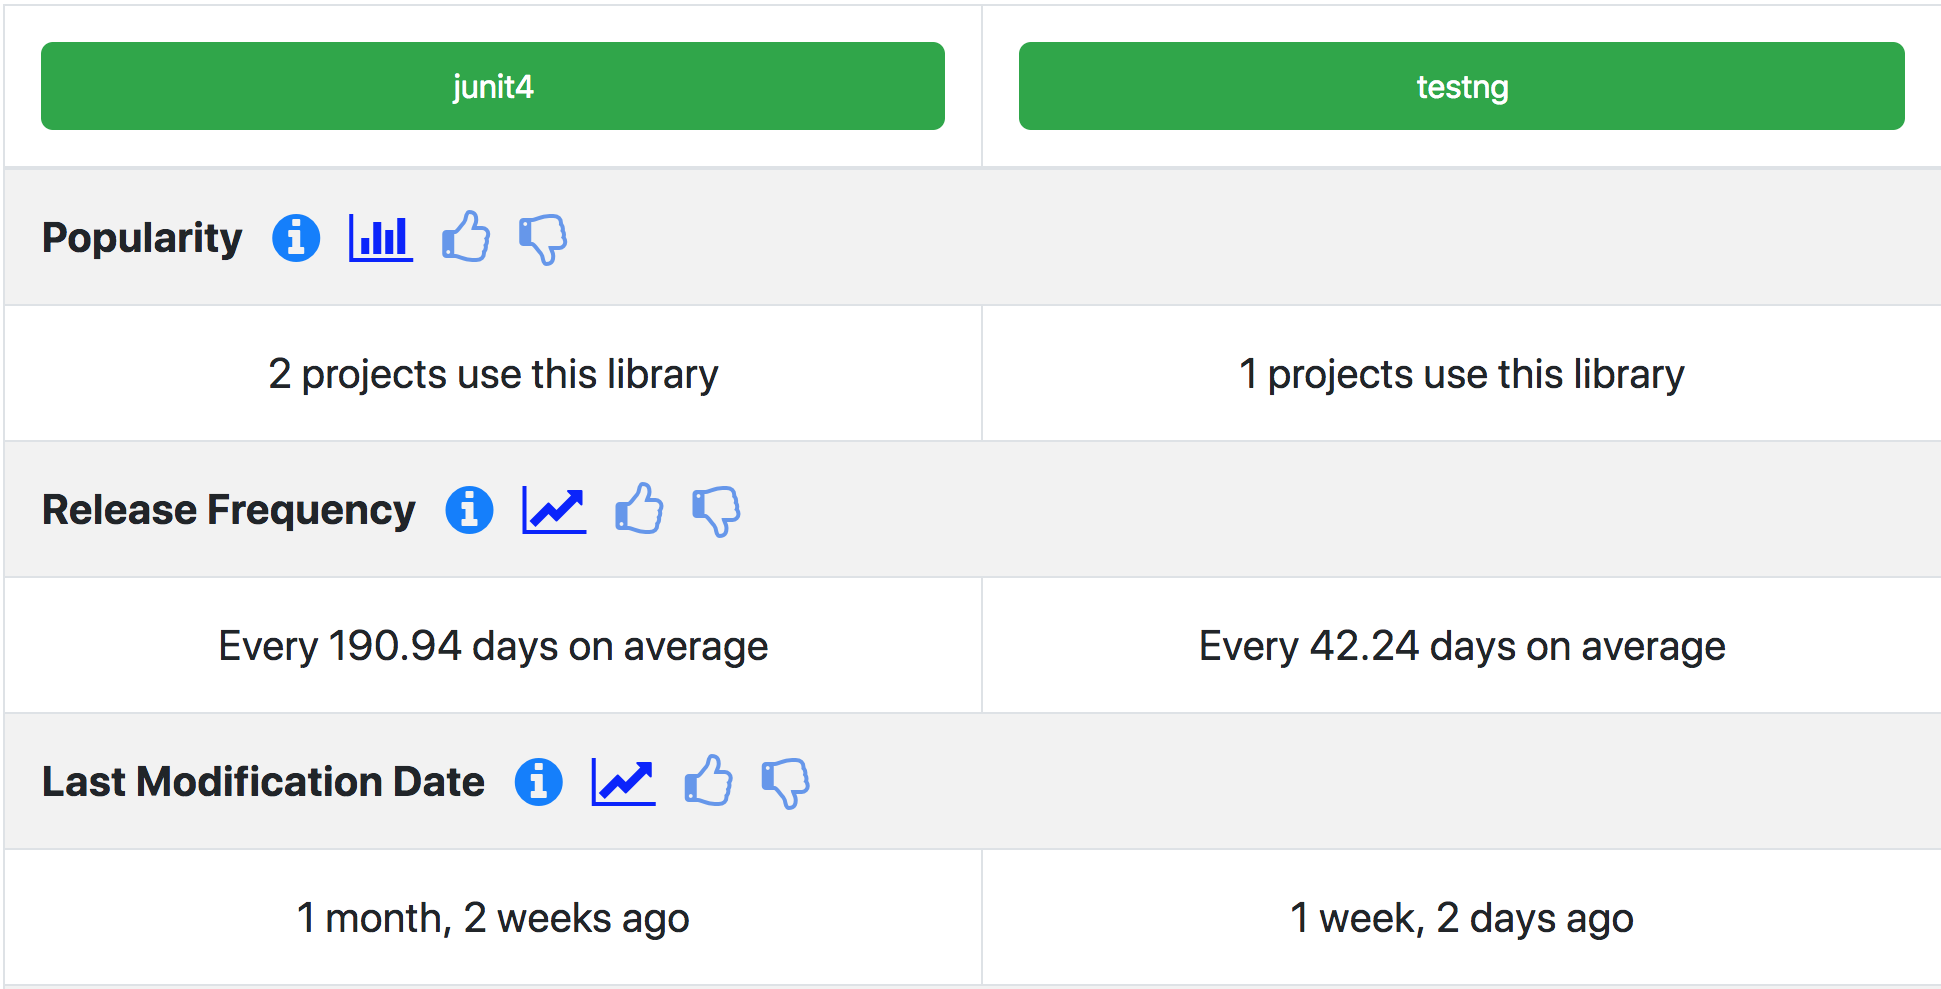 junit4 testng
Popularity
2 projects use this library 1 projects use this library
Release Frequency
Every 190.94 days on average Every 42.24 days on average
Last Modification Date
1 month, 2 weeks ago 1 week, 2 days ago